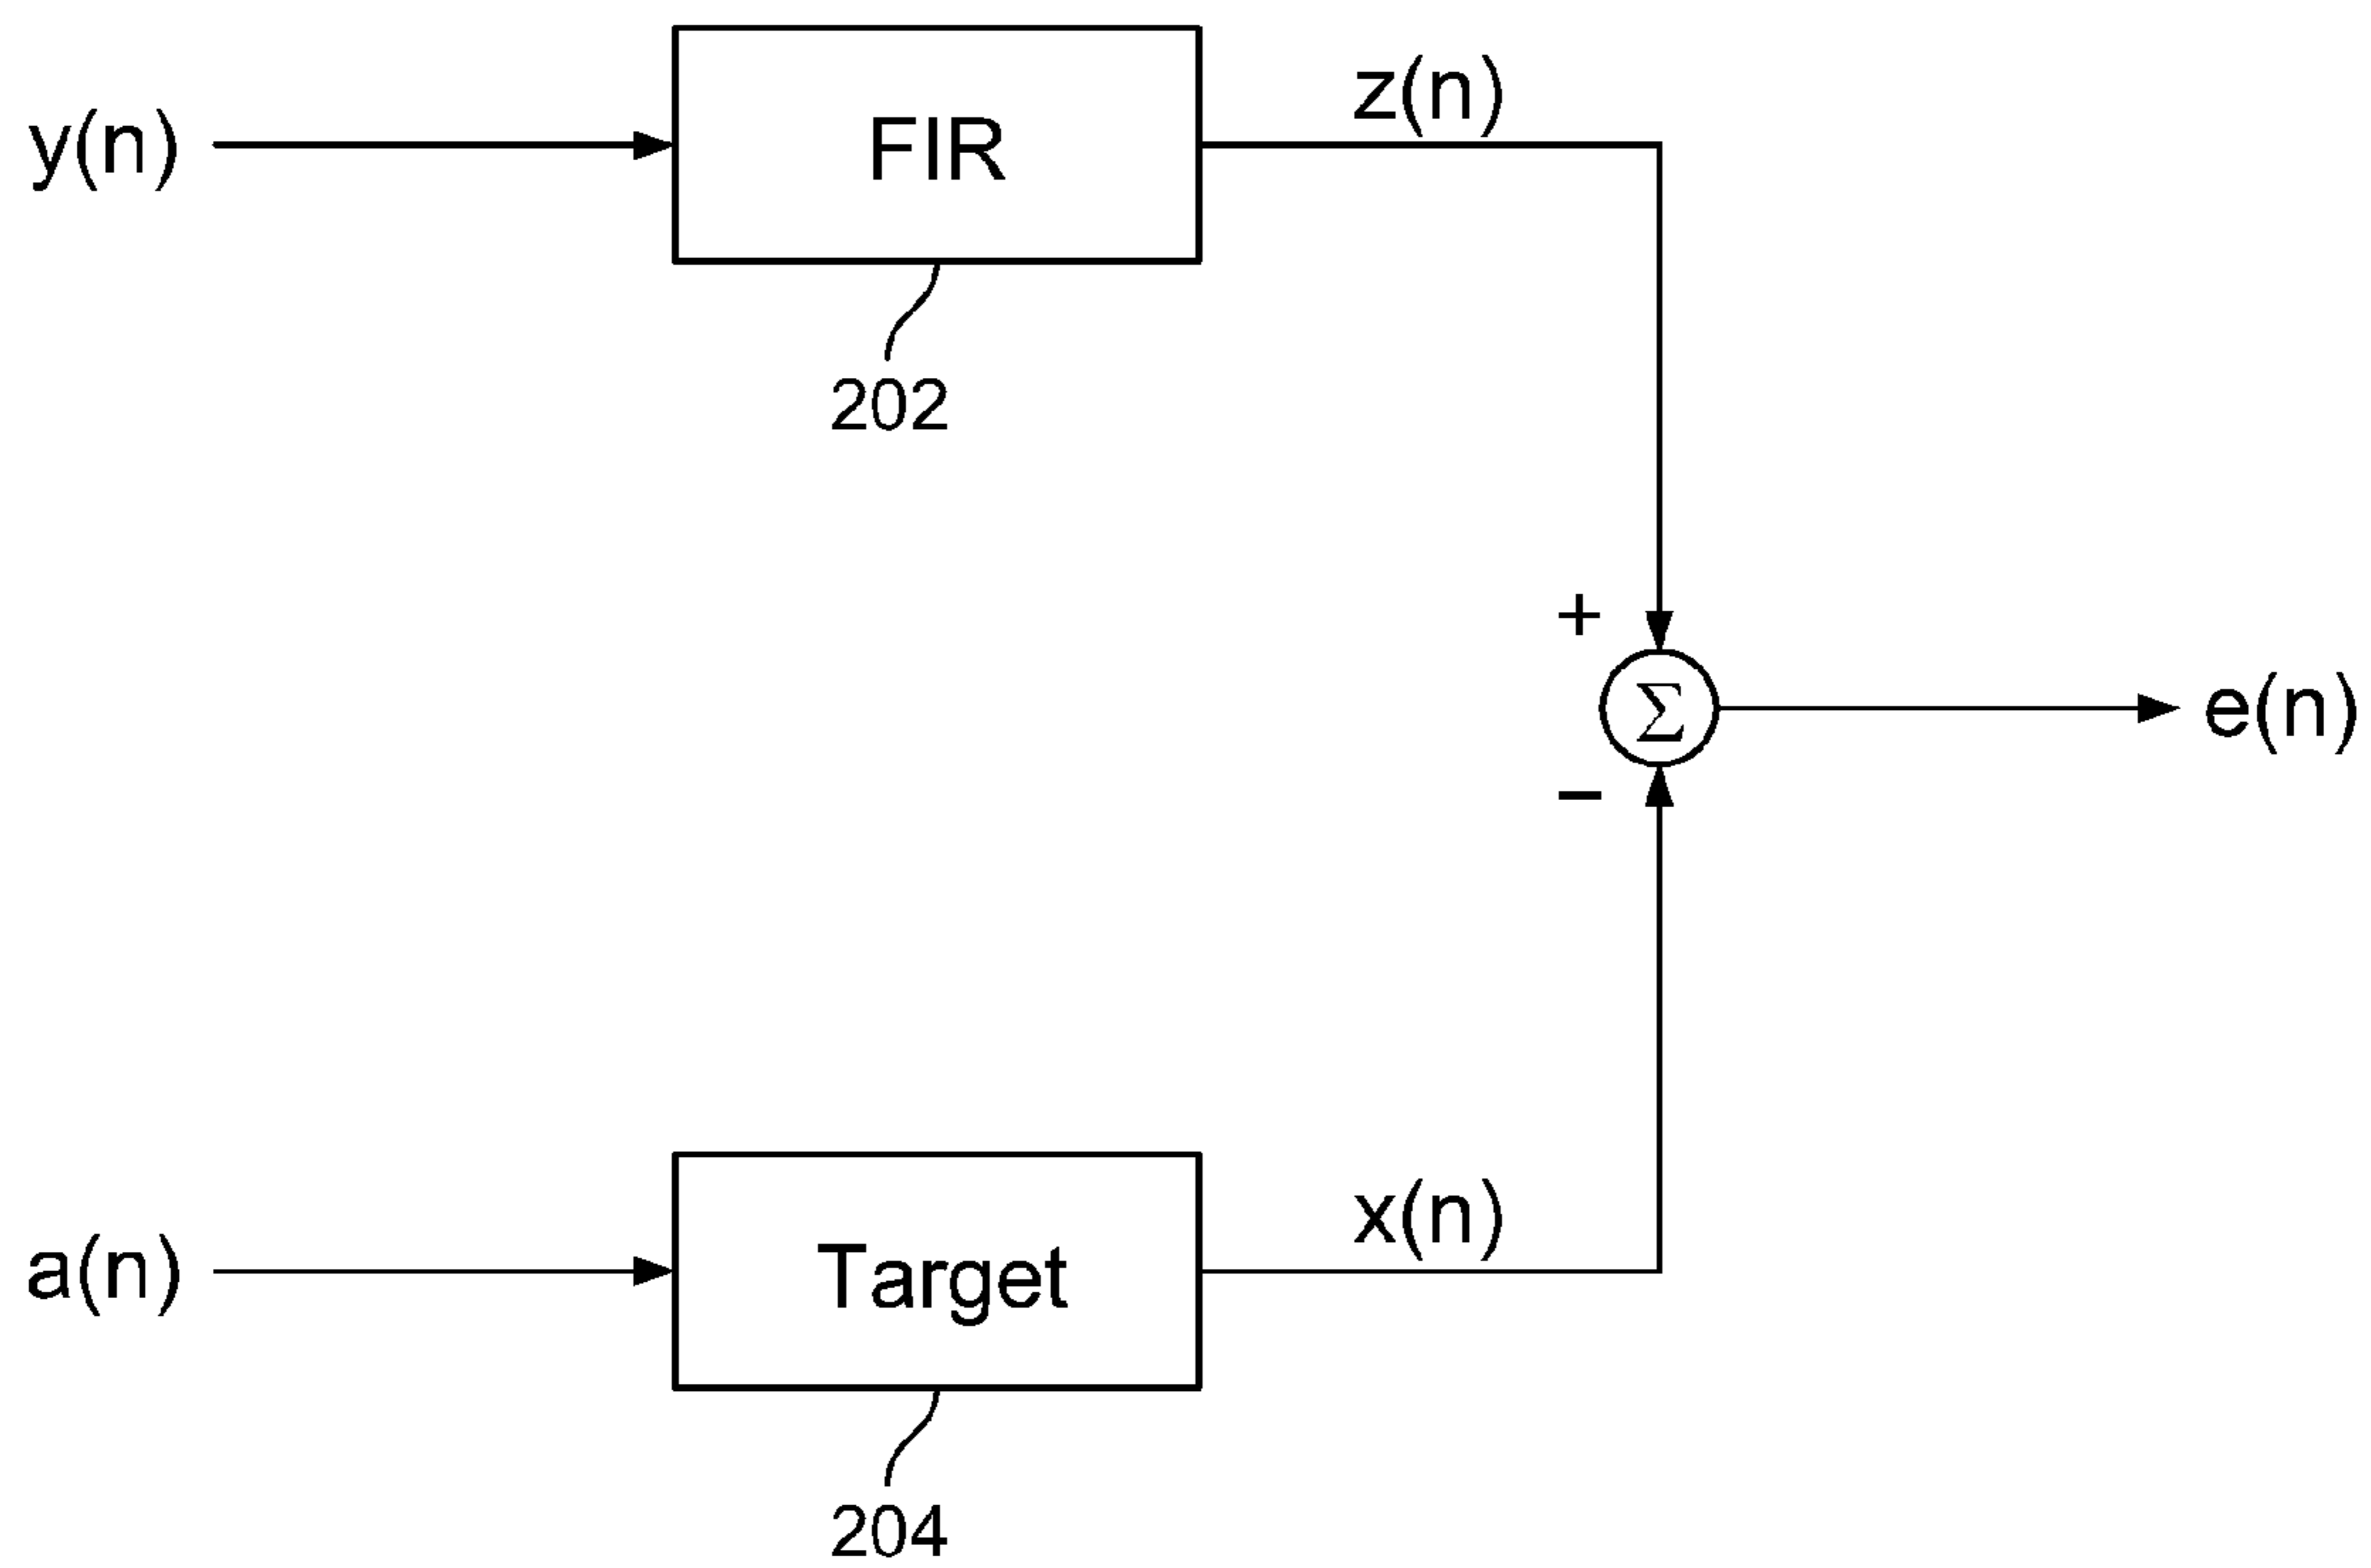 z(n)
y(n)
FIR
202
+
Σ
e(n)
−
x(n)
a(n)
Target
204